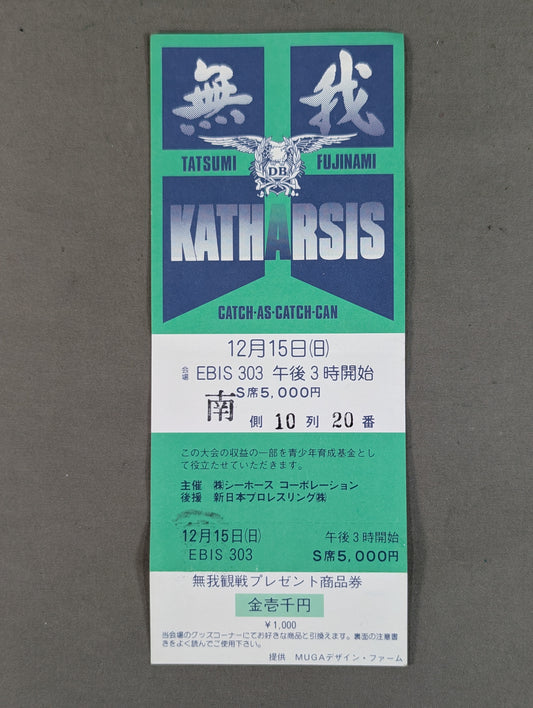 無 我
TATSUMI FUJINAMI
DB
KATHARSIS
CATCH-AS-CATCH-CAN
12月15日(日)
会場 EBIS 303 午後3時開始
S席5,000円
南 側 10 列 20 番
この大会の収益の一部を青少年育成基金とし
て役立たせていただきます。
主催 ㈱シーホース コーポレーション
後援 新日本プロレスリング㈱
12月15日(日) 午後3時開始
EBIS 303 S席5,000円
無我観戦プレゼント商品券
金壱千円
¥1,000
当会場のグッズコーナーにてお好きな商品と引換えます。裏面の注意書
きをよく読んでご使用下さい。
提供 MUGAデザイン・ファーム